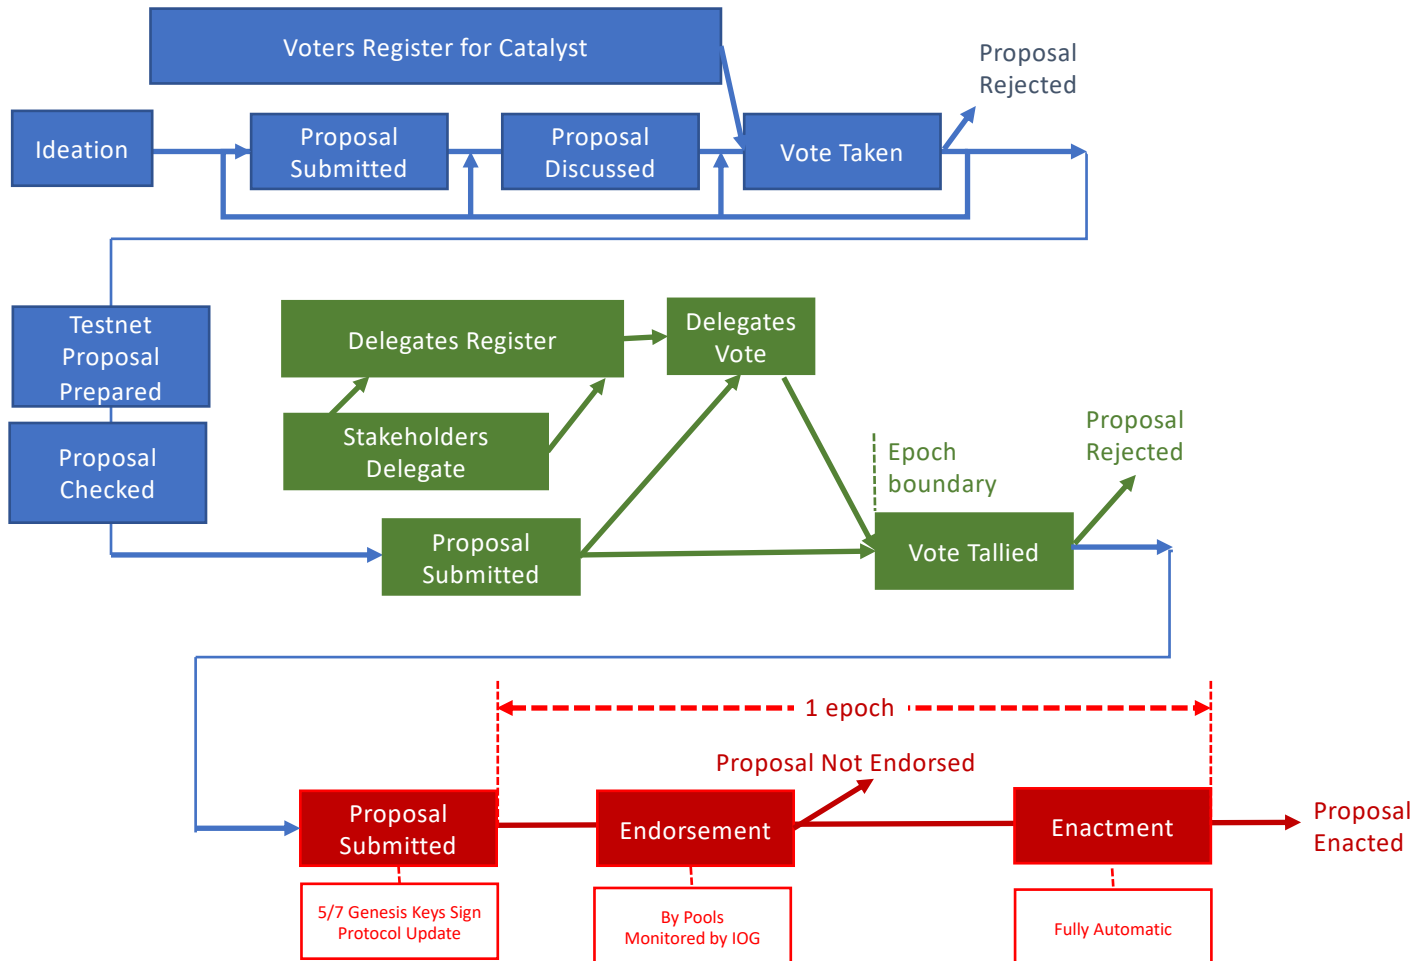 Voters Register for Catalyst
Proposal
Rejected
Ideation
Proposal
Submitted
Proposal
Discussed
Vote Taken
Testnet
Proposal
Prepared
Delegates Register
Delegates
Vote
Stakeholders
Delegate
Proposal
Checked
Epoch
boundary
Proposal
Rejected
Proposal
Submitted
Vote Tallied
1 epoch
Proposal Not Endorsed
Proposal
Submitted
Endorsement
Enactment
Proposal
Enacted
5/7 Genesis Keys Sign
Protocol Update
By Pools
Monitored by IOG
Fully Automatic